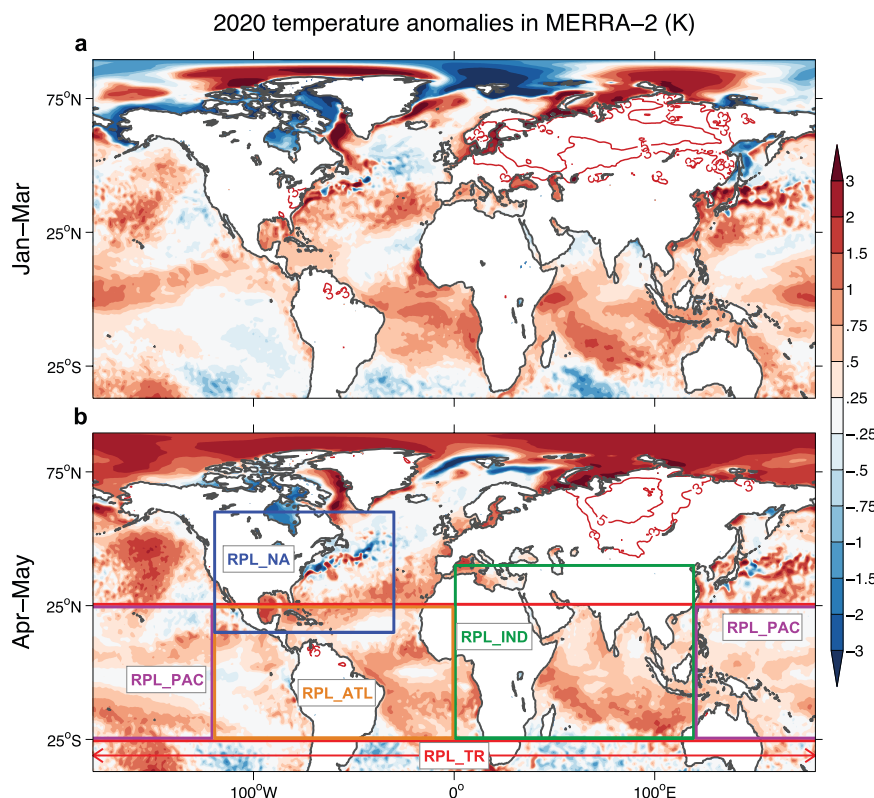 2020 temperature anomalies in MERRA–2 (K)
a
75°N
25°N
25°S
Jan–Mar
3
2
1.5
1
.75
.5
.25
-.25
-.5
-.75
-1
-1.5
-2
-3
b
75°N
25°N
25°S
Apr–May
RPL_NA
RPL_IND
RPL_PAC
RPL_PAC
RPL_ATL
RPL_TR
100°W
0°
100°E